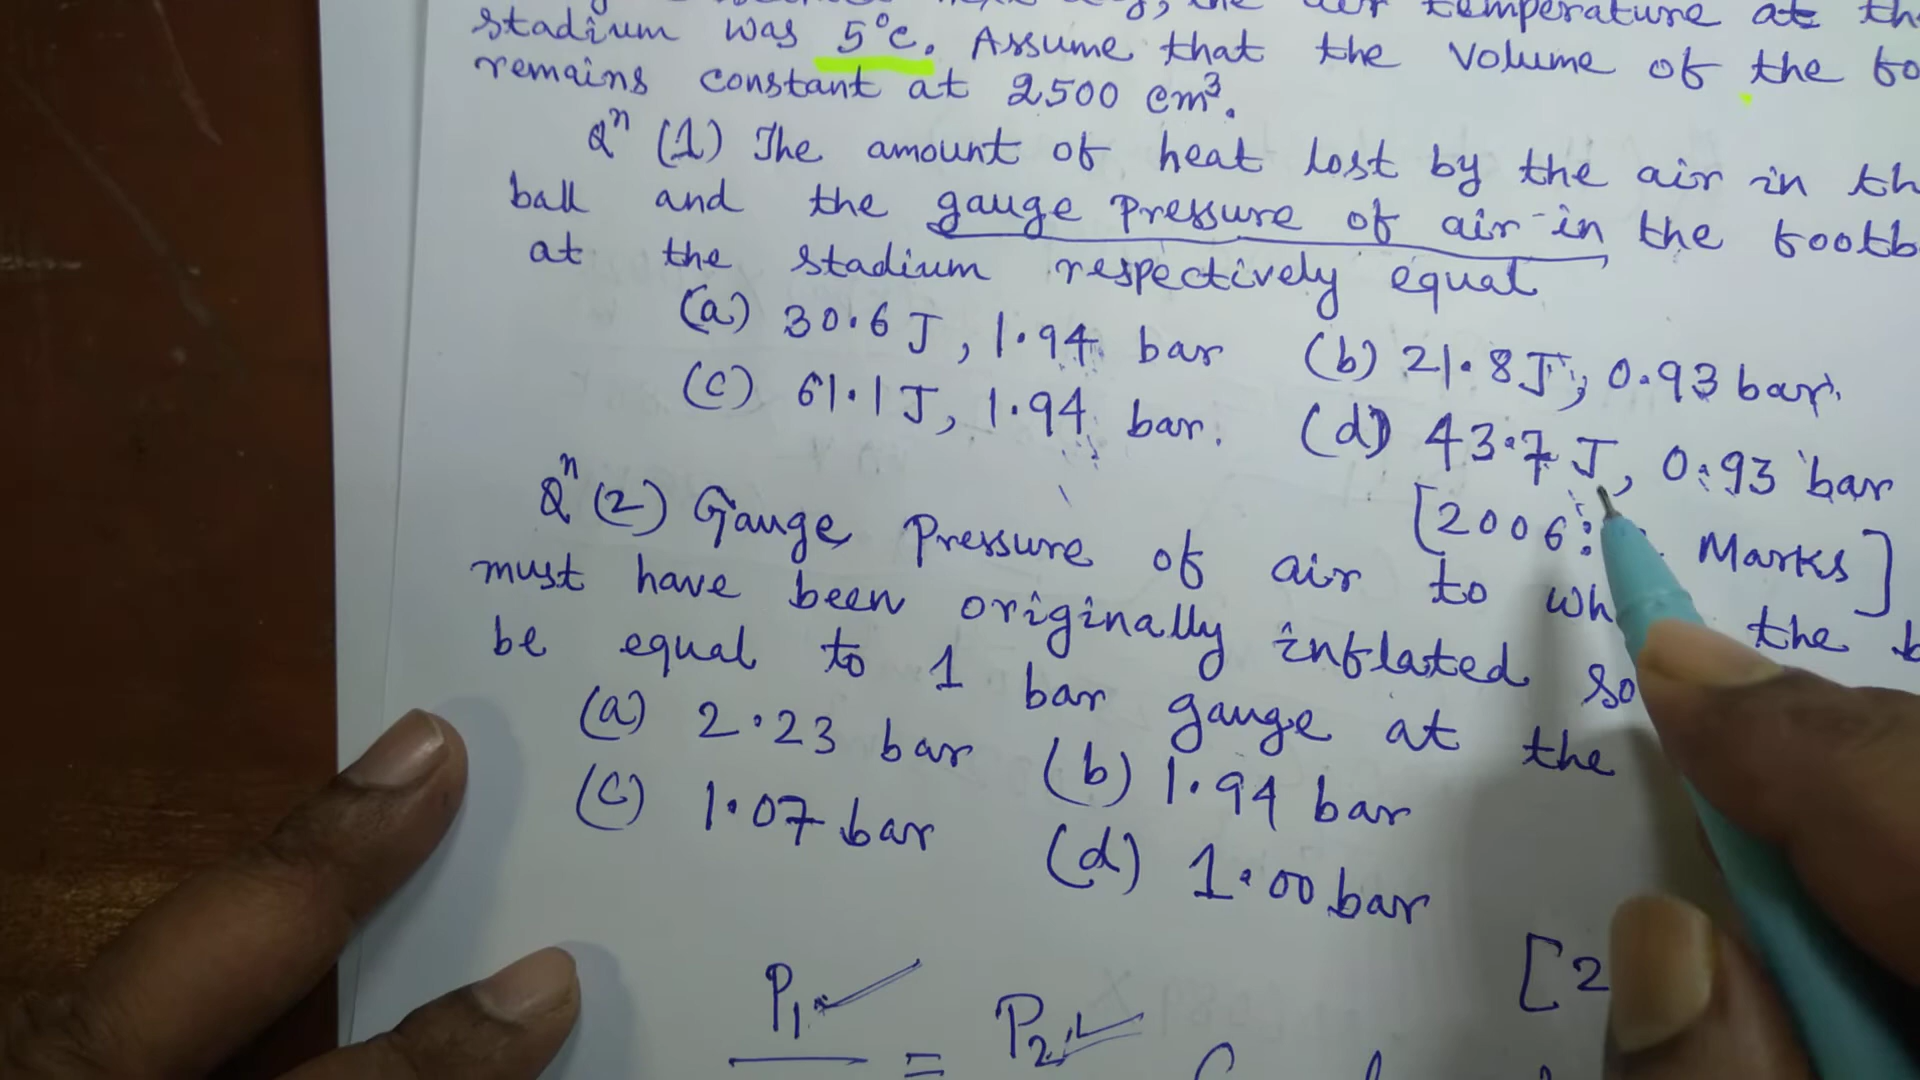 the air temperature at
stadium was 5°c. Assume that the volume of the
remains constant at 2500 cm³.
Qⁿ (1) The amount of heat lost by the air in
ball and the gauge pressure of air in the
at the stadium respectively equal
(a) 30.6 J, 1.94 bar (b) 21.8 J, 0.93 bar.
(c) 61.1 J, 1.94 bar. (d) 43.7 J, 0.93 bar
[2006: Marks]
Qⁿ (2) Gauge Pressure of air to the
must have been originally inflated so
be equal to 1 bar gauge at the
(a) 2.23 bar (b) 1.94 bar
(c) 1.07 bar (d) 1.00 bar
[2
P₁ = P₂